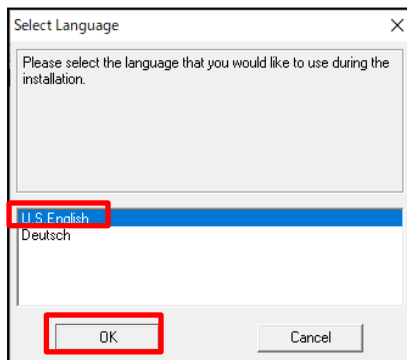 Select Language
Please select the language that you would like to use during the
installation.
U.S.English
Deutsch
OK
Cancel